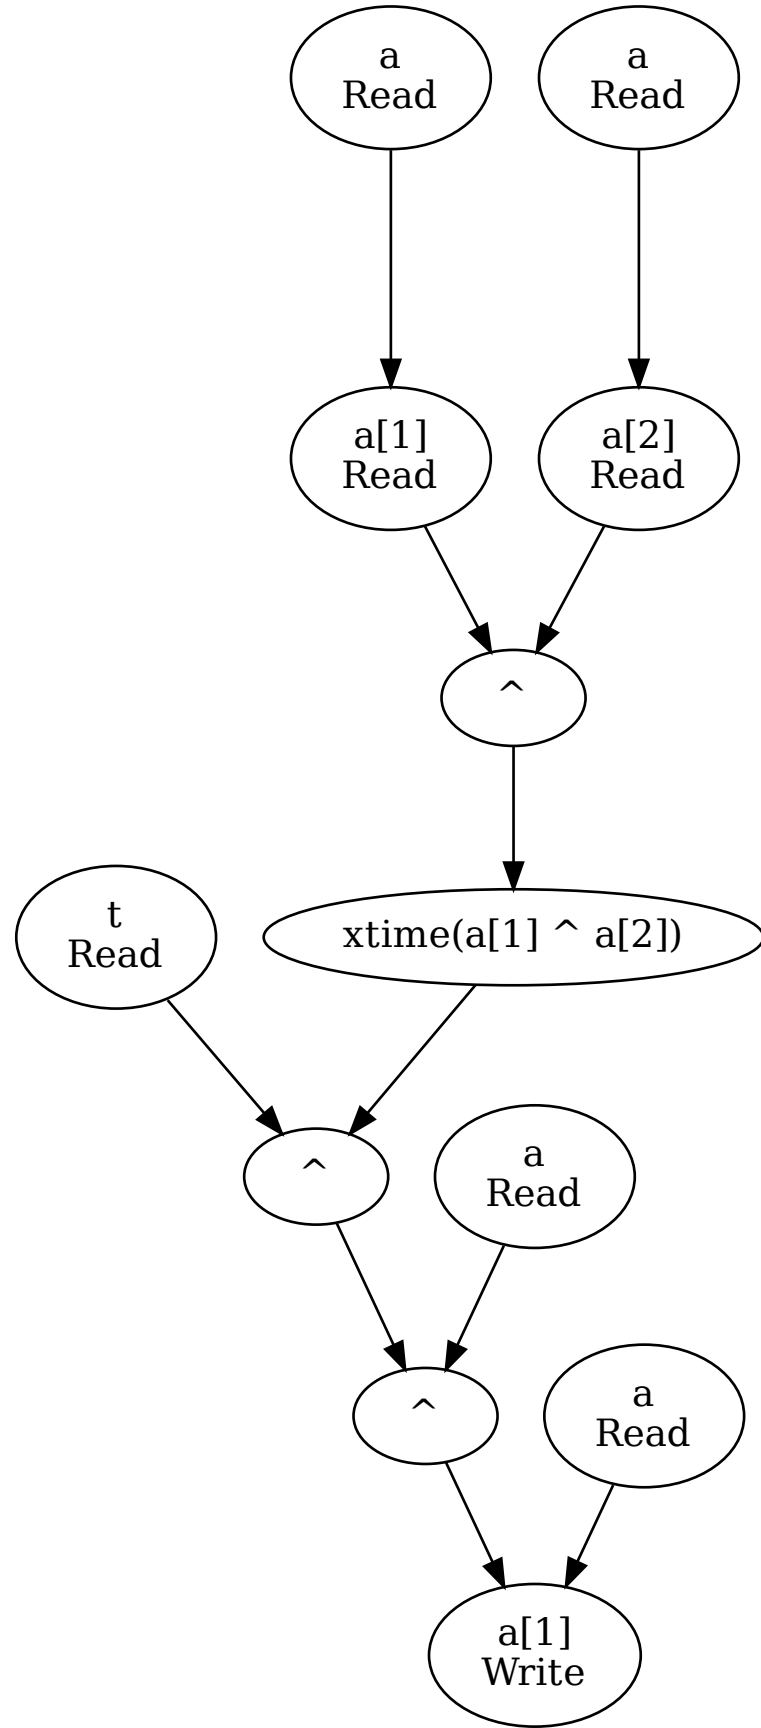 a
Read
a
Read
a[1]
Read
a[2]
Read
^
t
Read
xtime(a[1] ^ a[2])
^
a
Read
^
a
Read
a[1]
Write